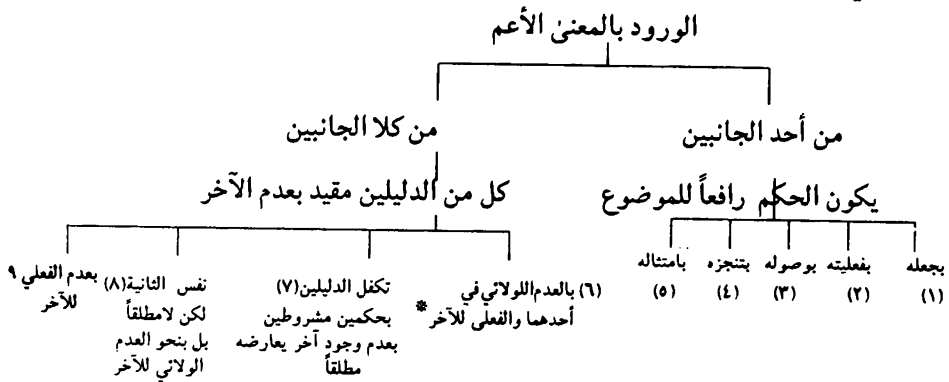 الورود بالمعنىٰ الأعم
من أحد الجانبين
من كلا الجانبين
يكون الحكم رافعاً للموضوع
كل من الدليلين مقيد بعدم الآخر
بجعله
(١)
بفعليته
(٢)
بوصوله
(٣)
بتنجزه
(٤)
بامتثاله
(٥)
(٦) بالعدم اللولائي في
أحدهما والفعلى للآخر *
تكفل الدليلين (٧)
بحكمين مشروطين
بعدم وجود آخر يعارضه
مطلقاً
نفس الثانية (٨)
لكن لامطلقاً
بل بنحو العدم
الولائي للآخر
بعدم الفعلي ٩
للآخر